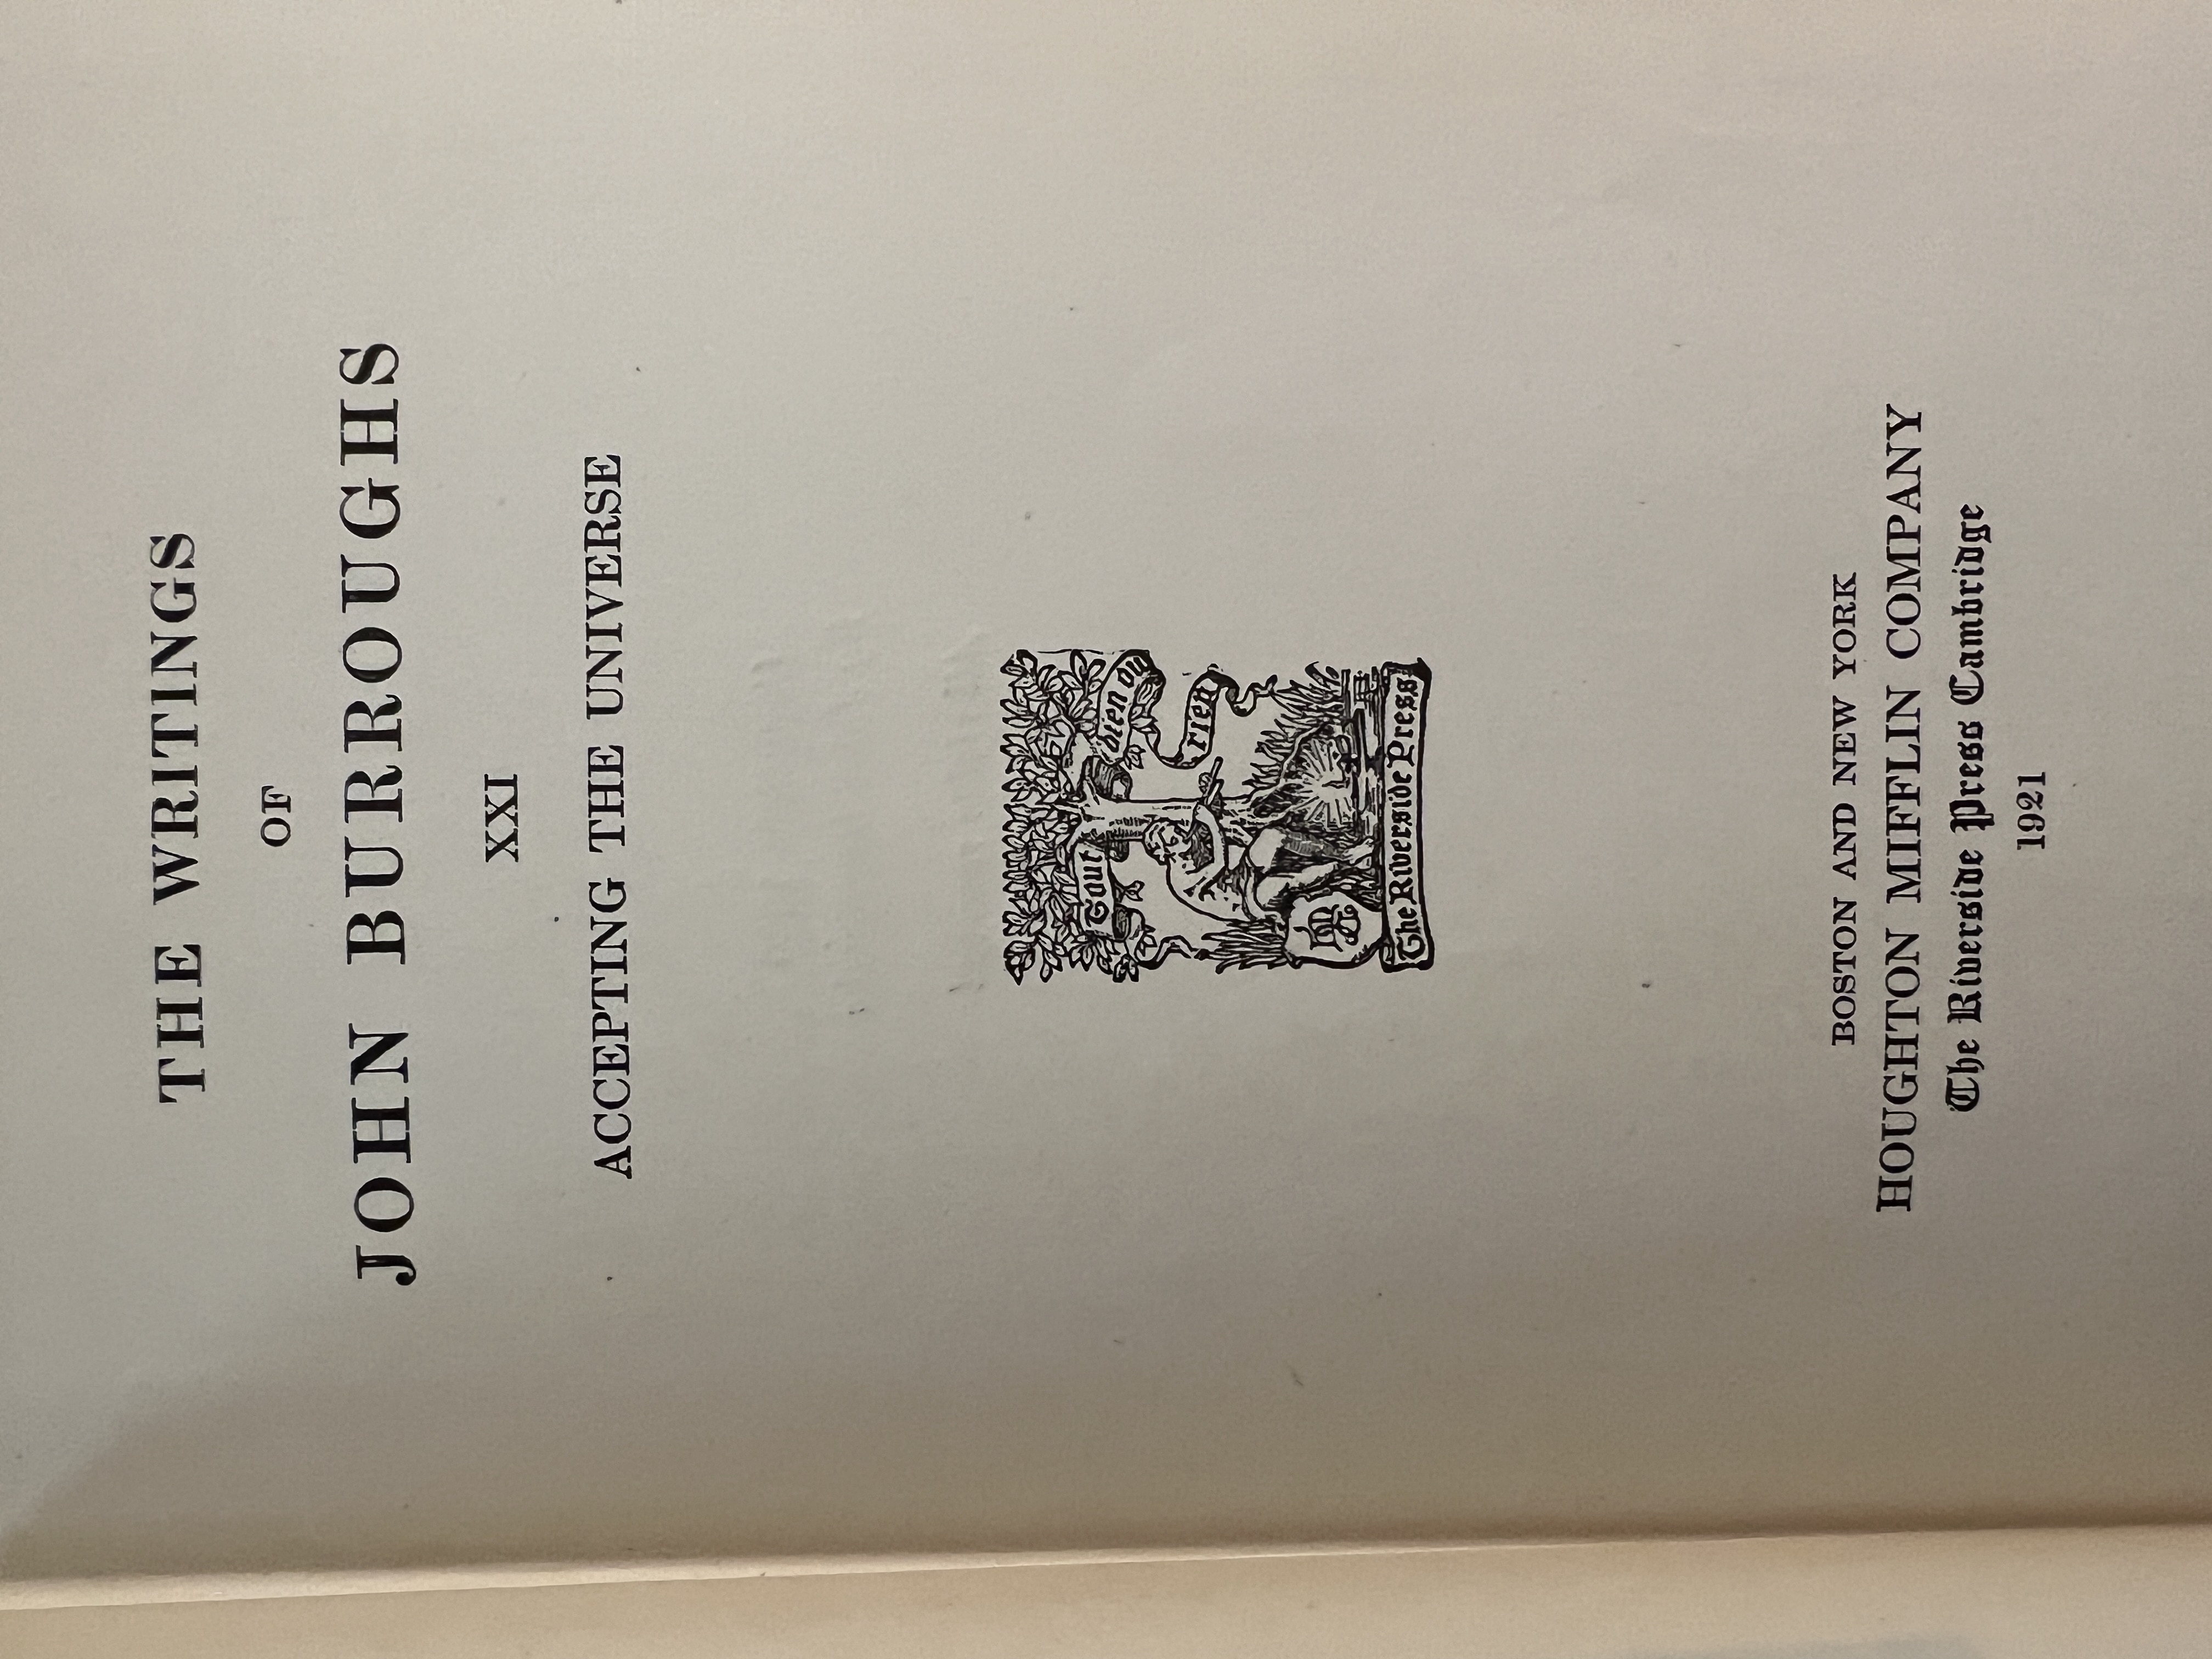 THE WRITINGS
OF
JOHN BURROUGHS
XXI
ACCEPTING THE UNIVERSE
Tout
bien ou
rien
The Riverside Press
BOSTON AND NEW YORK
HOUGHTON MIFFLIN COMPANY
The Riverside Press Cambridge
1921